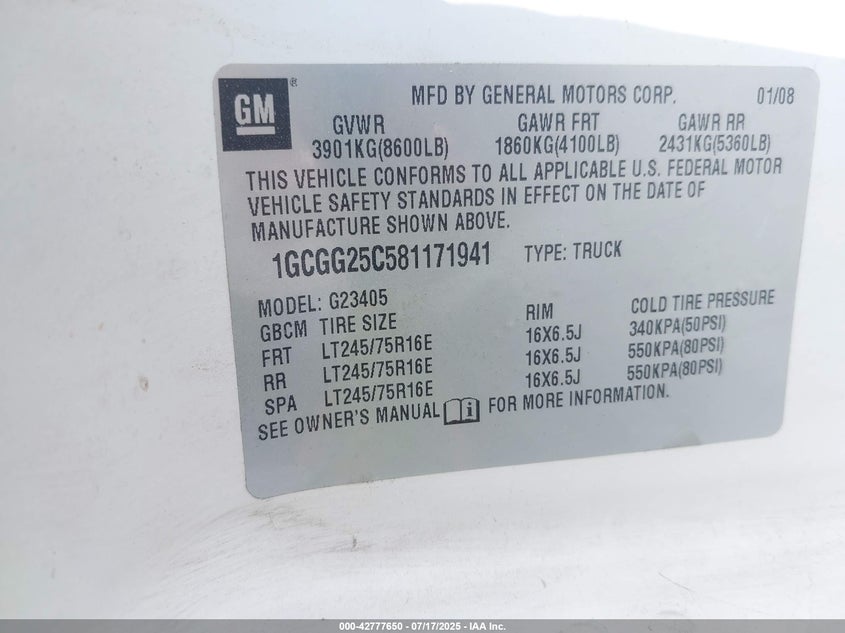 GM®
MFD BY GENERAL MOTORS CORP. 01/08
GVWR GAWR FRT GAWR RR
3901KG(8600LB) 1860KG(4100LB) 2431KG(5360LB)
THIS VEHICLE CONFORMS TO ALL APPLICABLE U.S. FEDERAL MOTOR
VEHICLE SAFETY STANDARDS IN EFFECT ON THE DATE OF
MANUFACTURE SHOWN ABOVE.
1GCGG25C581171941 TYPE: TRUCK
MODEL: G23405
GBCM TIRE SIZE RIM COLD TIRE PRESSURE
FRT LT245/75R16E 16X6.5J 340KPA(50PSI)
RR LT245/75R16E 16X6.5J 550KPA(80PSI)
SPA LT245/75R16E 16X6.5J 550KPA(80PSI)
SEE OWNER'S MANUAL FOR MORE INFORMATION.
000-42777650 - 07/17/2025 - IAA Inc.